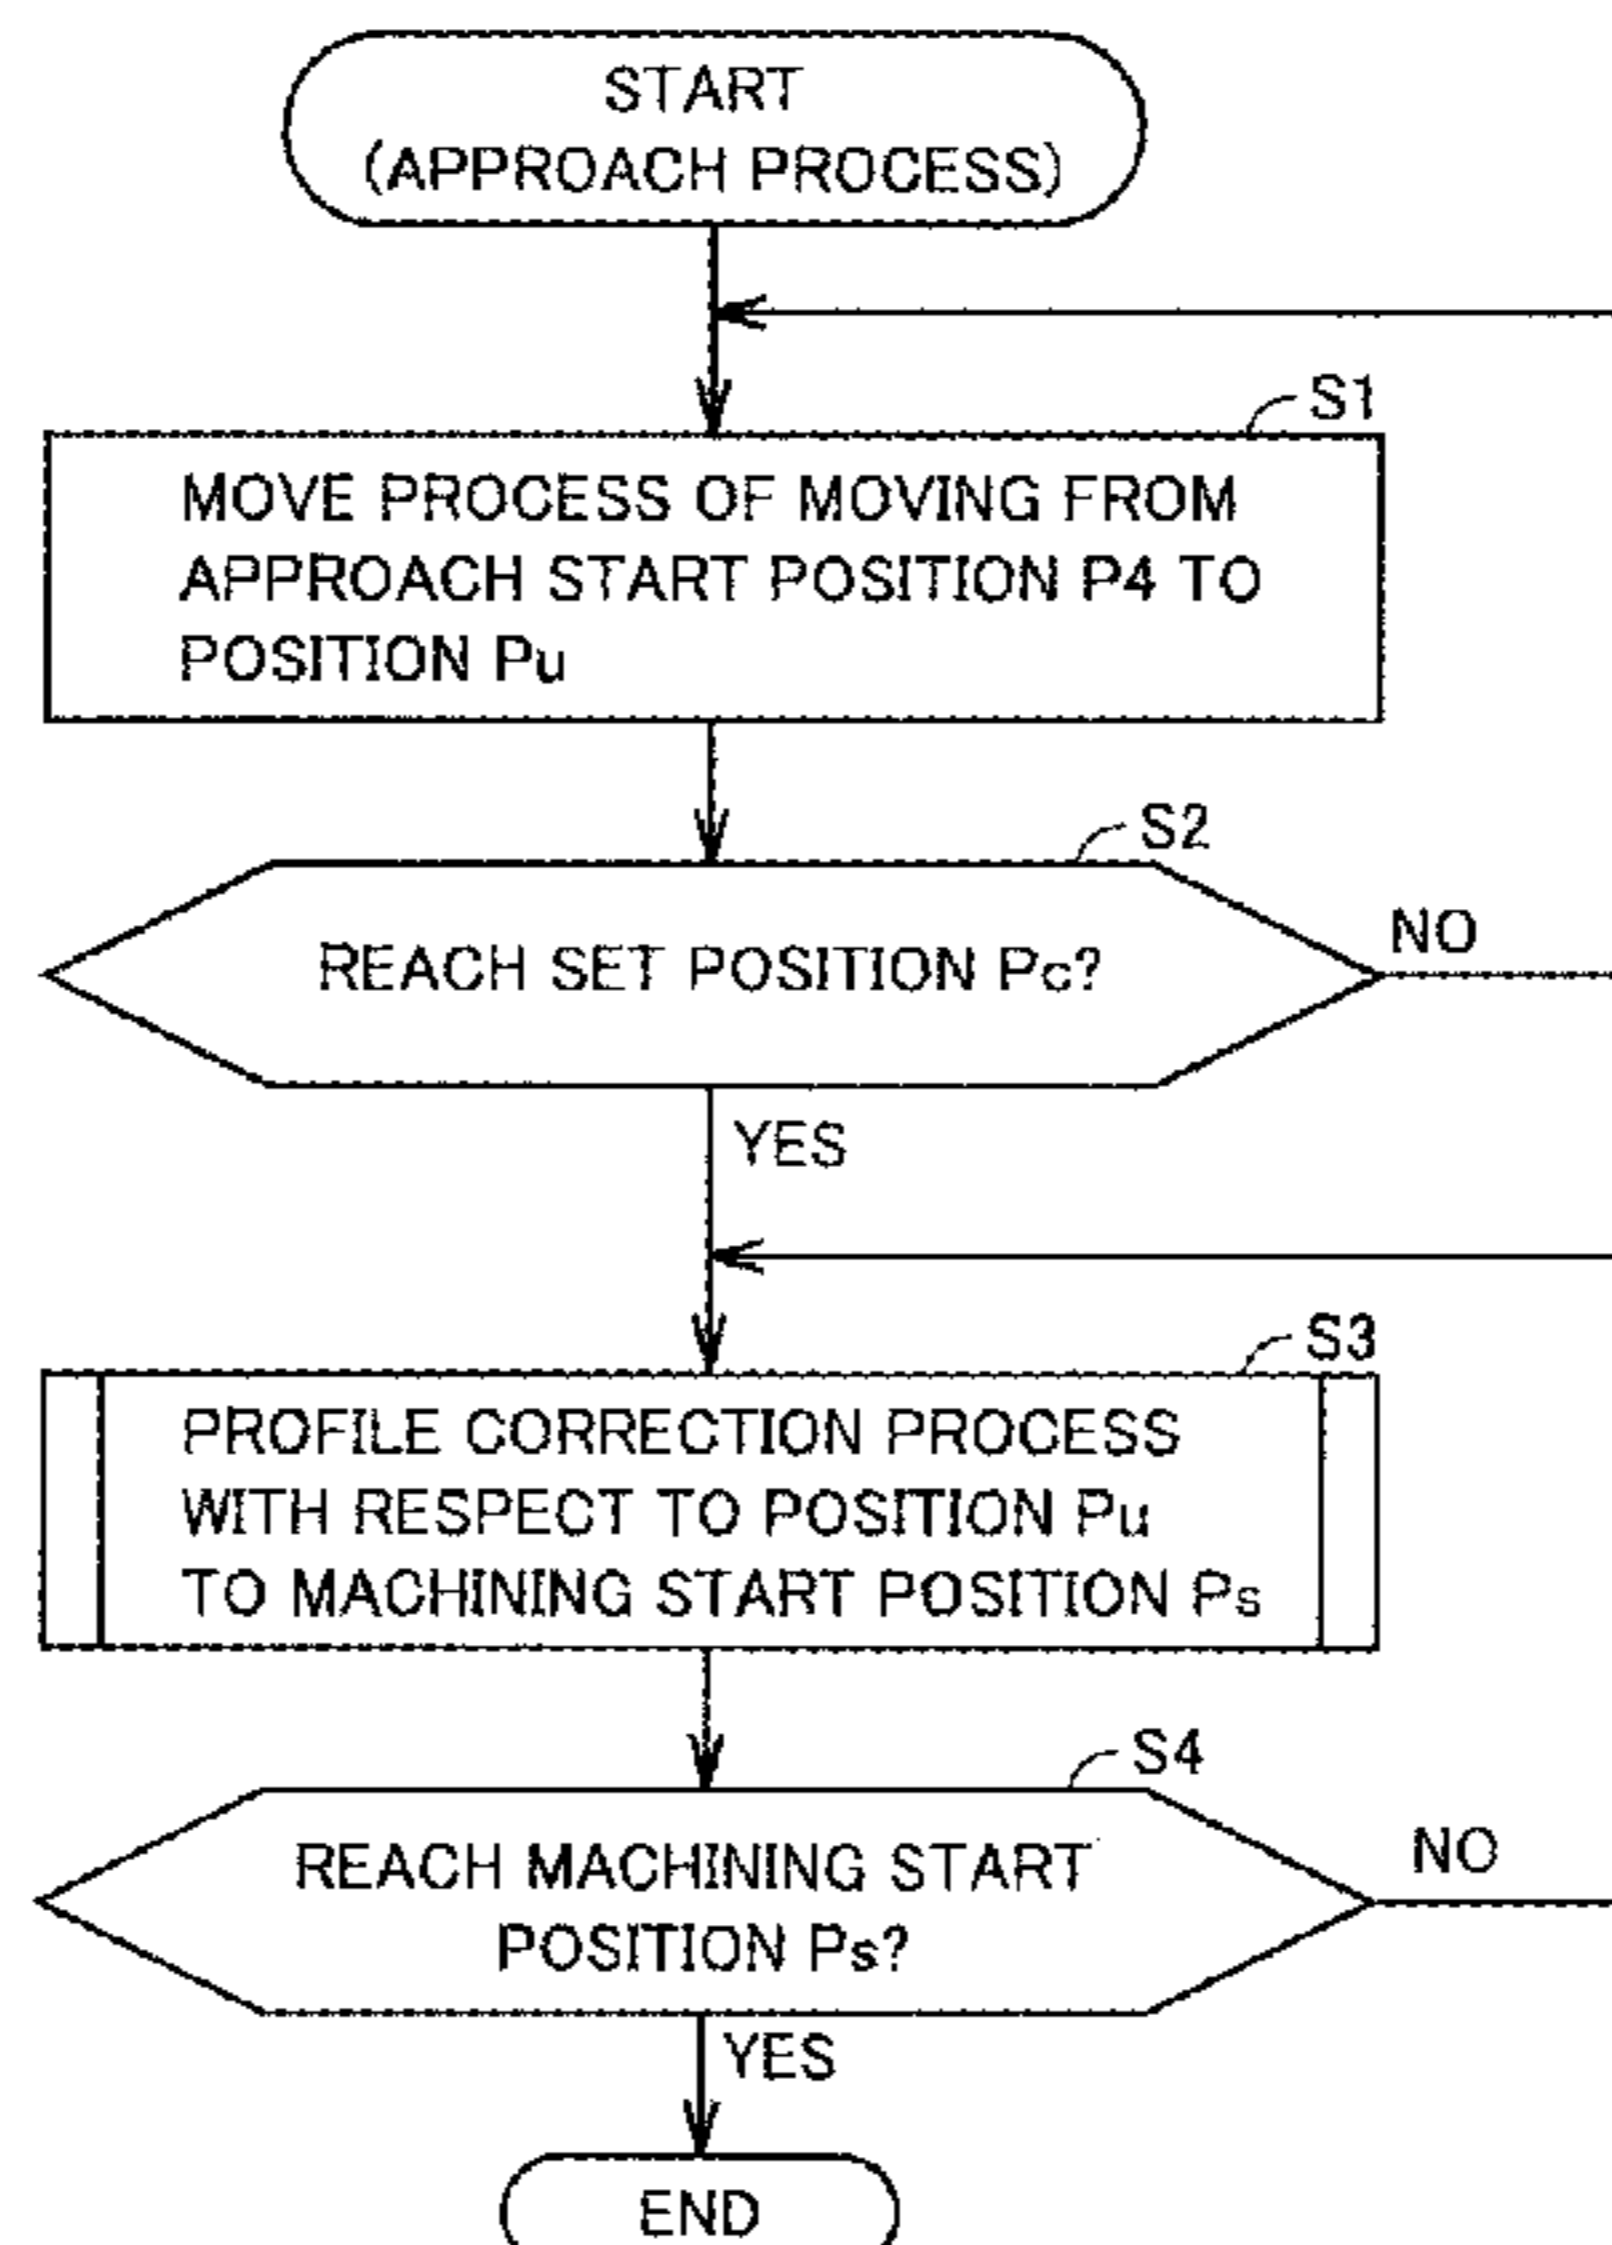 START
(APPROACH PROCESS)
S1
MOVE PROCESS OF MOVING FROM
APPROACH START POSITION P4 TO
POSITION Pu
S2
REACH SET POSITION Pc?
NO
YES
S3
PROFILE CORRECTION PROCESS
WITH RESPECT TO POSITION Pu
TO MACHINING START POSITION Ps
S4
REACH MACHINING START
POSITION Ps?
NO
YES
END